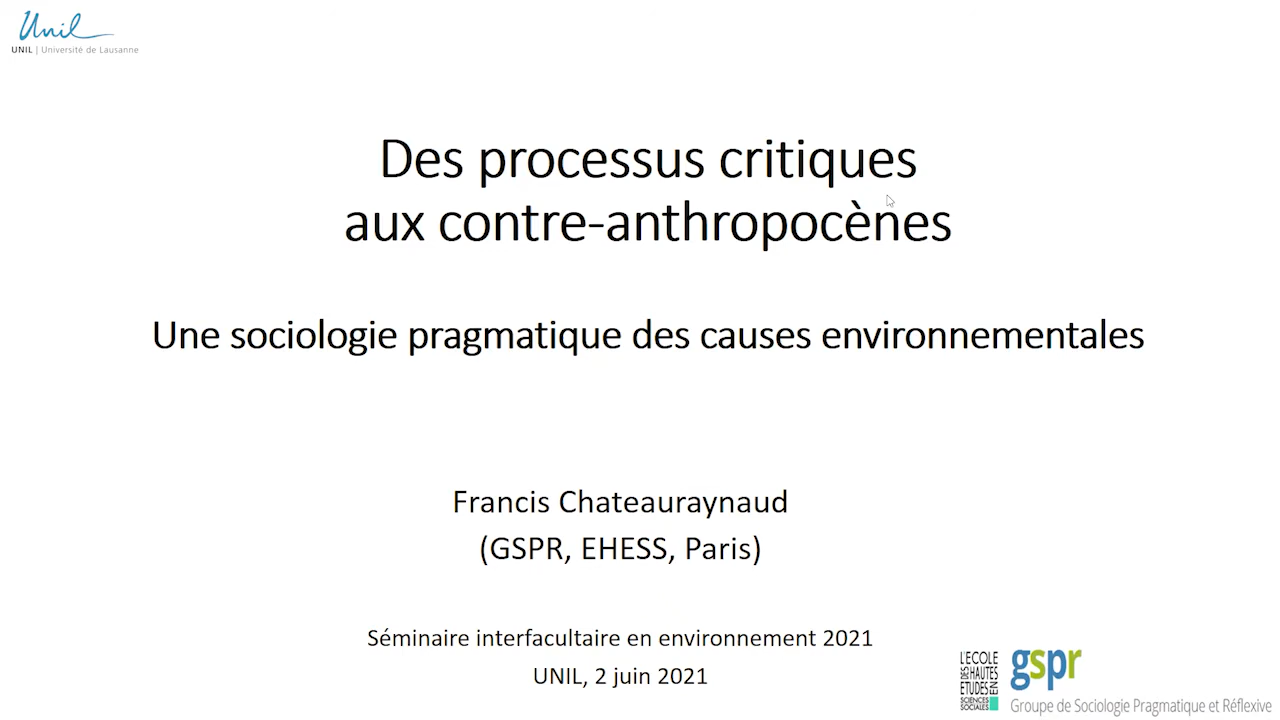 Unil
UNIL | Université de Lausanne
Des processus critiques
aux contre-anthropocènes
Une sociologie pragmatique des causes environnementales
Francis Chateauraynaud
(GSPR, EHESS, Paris)
Séminaire interfacultaire en environnement 2021
UNIL, 2 juin 2021
L'ECOLE
DES HAUTES
ETUDES EN
SCIENCES
SOCIALES
gspr
Groupe de Sociologie Pragmatique et Réflexive